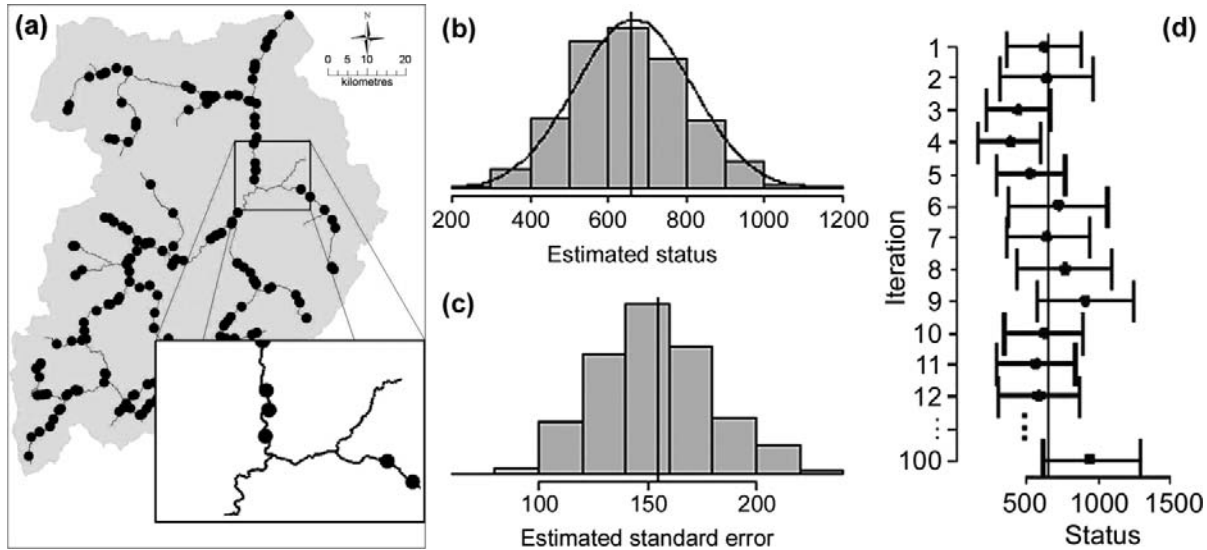 (a)
N
0 5 10 20
kilometres
(b)
200 400 600 800 1000 1200
Estimated status
(c)
100 150 200
Estimated standard error
(d)
Iteration
1
2
3
4
5
6
7
8
9
10
11
12
100
500 1000 1500
Status